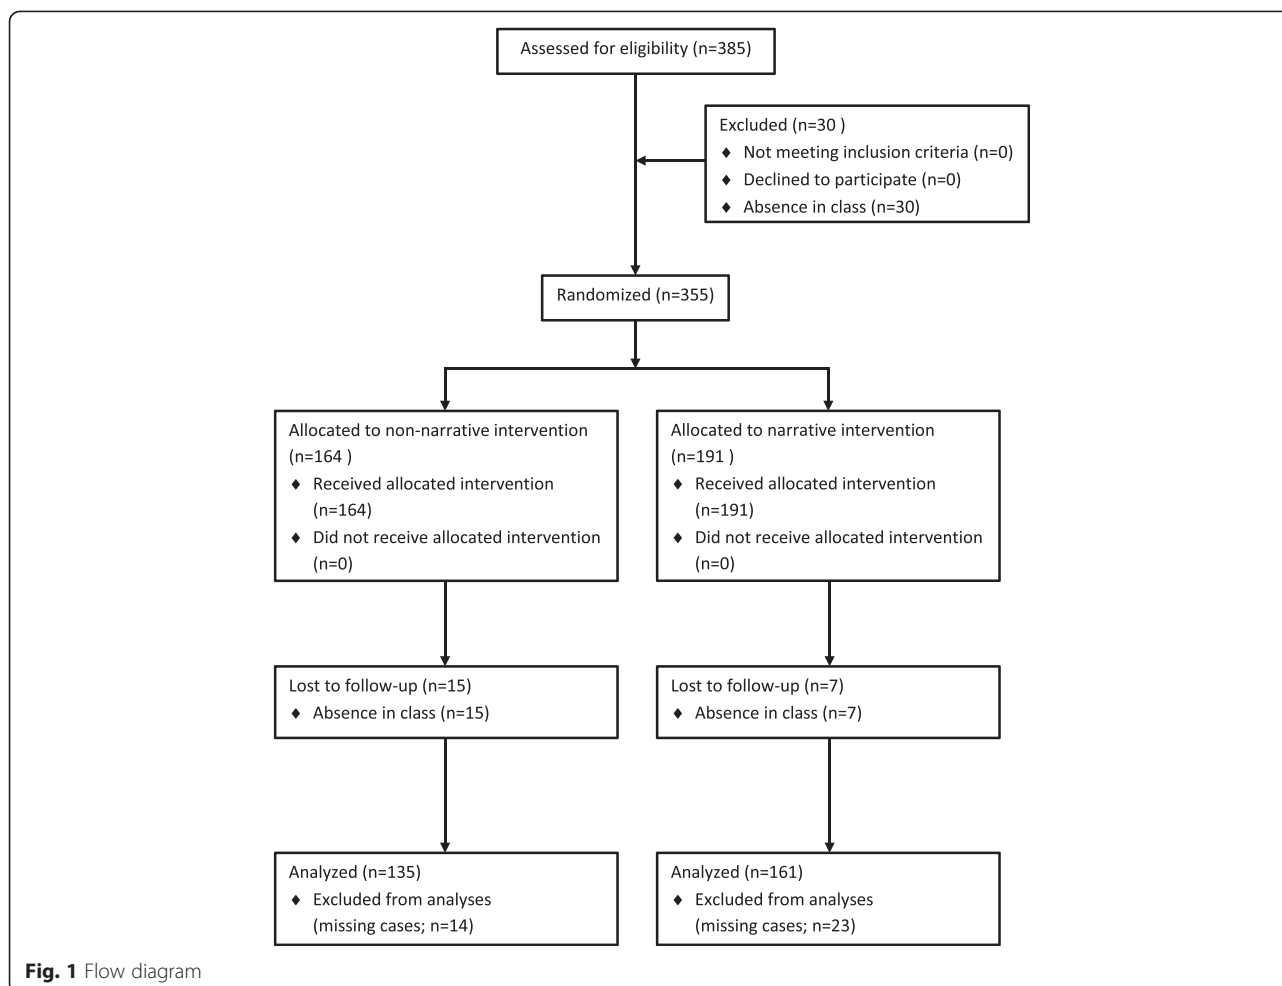 Assessed for eligibility (n=385)
Excluded (n=30 )
♦ Not meeting inclusion criteria (n=0)
♦ Declined to participate (n=0)
♦ Absence in class (n=30)
Randomized (n=355)
Allocated to non-narrative intervention
(n=164 )
♦ Received allocated intervention
(n=164)
♦ Did not receive allocated intervention
(n=0)
Allocated to narrative intervention
(n=191 )
♦ Received allocated intervention
(n=191)
♦ Did not receive allocated intervention
(n=0)
Lost to follow-up (n=15)
♦ Absence in class (n=15)
Lost to follow-up (n=7)
♦ Absence in class (n=7)
Analyzed (n=135)
♦ Excluded from analyses
(missing cases; n=14)
Analyzed (n=161)
♦ Excluded from analyses
(missing cases; n=23)
Fig. 1 Flow diagram